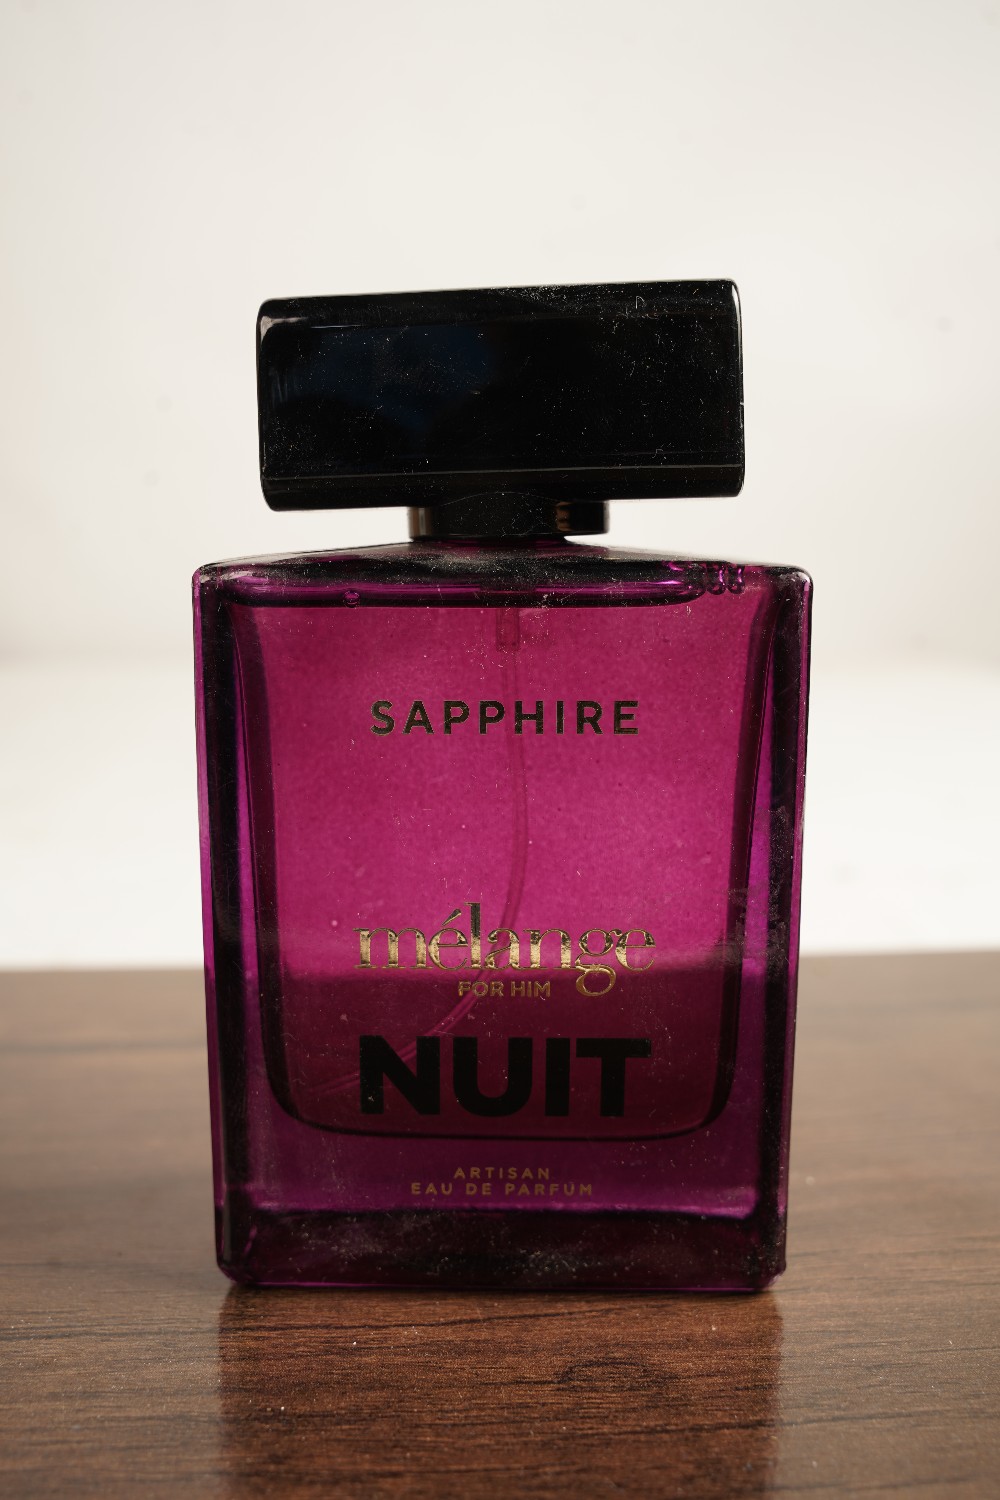 SAPPHIRE
mélange
FOR HIM
NUIT
ARTISAN
EAU DE PARFUM